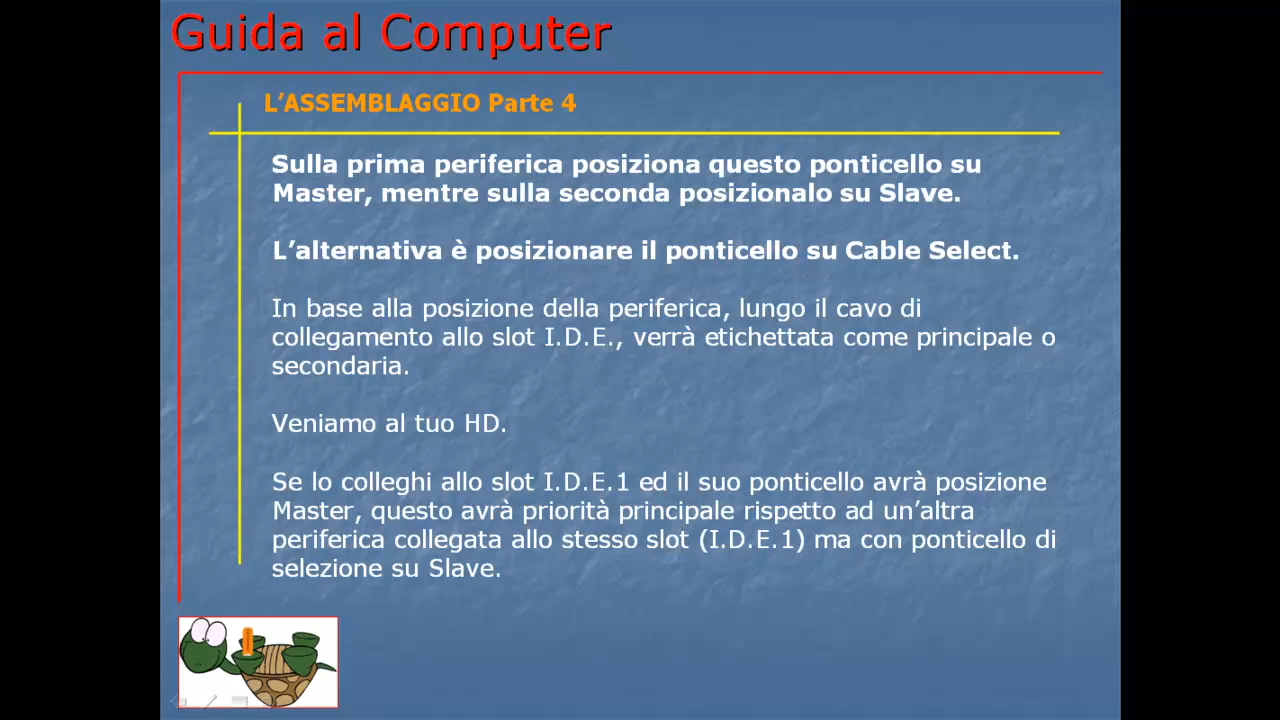 Guida al Computer
L’ASSEMBLAGGIO Parte 4
Sulla prima periferica posiziona questo ponticello su
Master, mentre sulla seconda posizionalo su Slave.
L’alternativa è posizionare il ponticello su Cable Select.
In base alla posizione della periferica, lungo il cavo di
collegamento allo slot I.D.E., verrà etichettata come principale o
secondaria.
Veniamo al tuo HD.
Se lo colleghi allo slot I.D.E.1 ed il suo ponticello avrà posizione
Master, questo avrà priorità principale rispetto ad un’altra
periferica collegata allo stesso slot (I.D.E.1) ma con ponticello di
selezione su Slave.